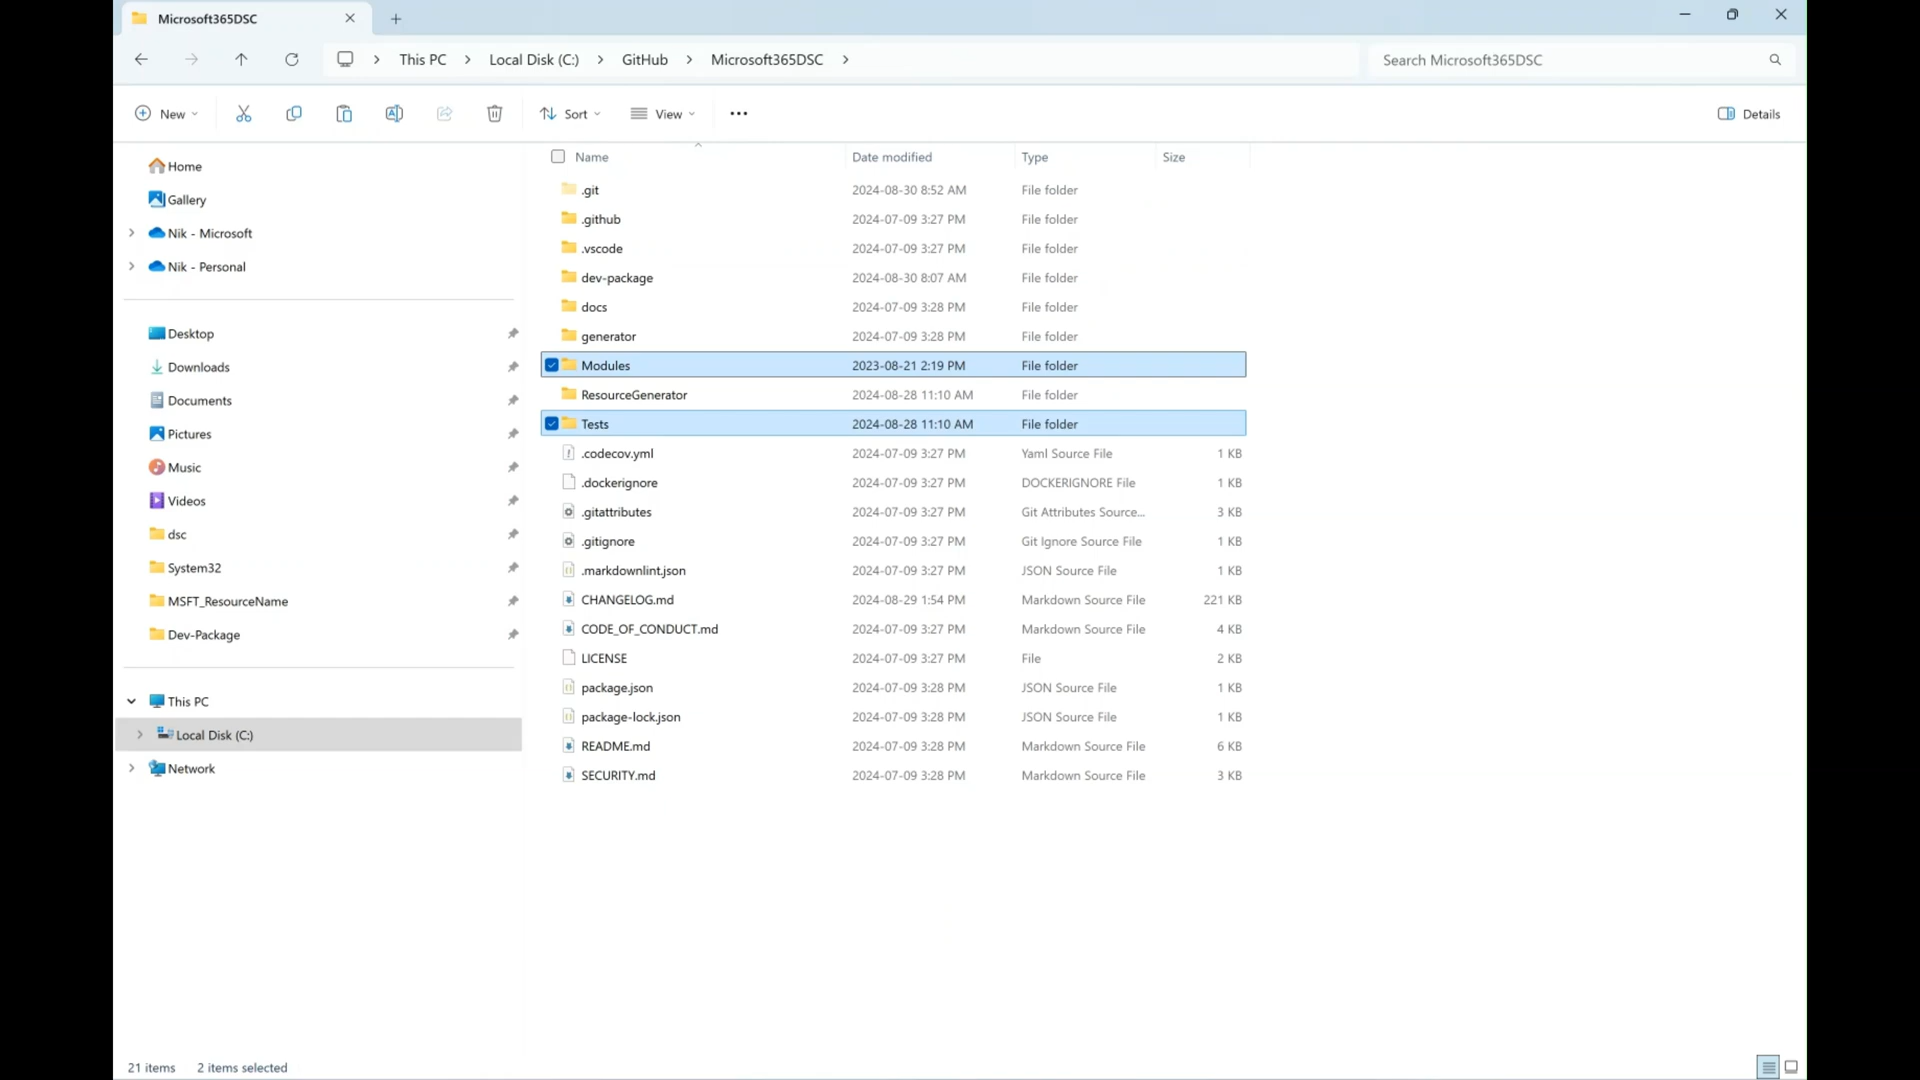 Microsoft365DSC
This PC > Local Disk (C:) > GitHub > Microsoft365DSC >
Search Microsoft365DSC
New Sort View Details
Home
Gallery
Nik - Microsoft
Nik - Personal
Desktop
Downloads
Documents
Pictures
Music
Videos
dsc
System32
MSFT_ResourceName
Dev-Package
This PC
Local Disk (C:)
Network
Name Date modified Type Size
.git 2024-08-30 8:52 AM File folder
.github 2024-07-09 3:27 PM File folder
.vscode 2024-07-09 3:27 PM File folder
dev-package 2024-08-30 8:07 AM File folder
docs 2024-07-09 3:28 PM File folder
generator 2024-07-09 3:28 PM File folder
Modules 2023-08-21 2:19 PM File folder
ResourceGenerator 2024-08-28 11:10 AM File folder
Tests 2024-08-28 11:10 AM File folder
.codecov.yml 2024-07-09 3:27 PM Yaml Source File 1 KB
.dockerignore 2024-07-09 3:27 PM DOCKERIGNORE File 1 KB
.gitattributes 2024-07-09 3:27 PM Git Attributes Source... 3 KB
.gitignore 2024-07-09 3:27 PM Git Ignore Source File 1 KB
.markdownlint.json 2024-07-09 3:27 PM JSON Source File 1 KB
CHANGELOG.md 2024-08-29 1:54 PM Markdown Source File 221 KB
CODE_OF_CONDUCT.md 2024-07-09 3:27 PM Markdown Source File 4 KB
LICENSE 2024-07-09 3:27 PM File 2 KB
package.json 2024-07-09 3:28 PM JSON Source File 1 KB
package-lock.json 2024-07-09 3:28 PM JSON Source File 1 KB
README.md 2024-07-09 3:28 PM Markdown Source File 6 KB
SECURITY.md 2024-07-09 3:28 PM Markdown Source File 3 KB
21 items 2 items selected